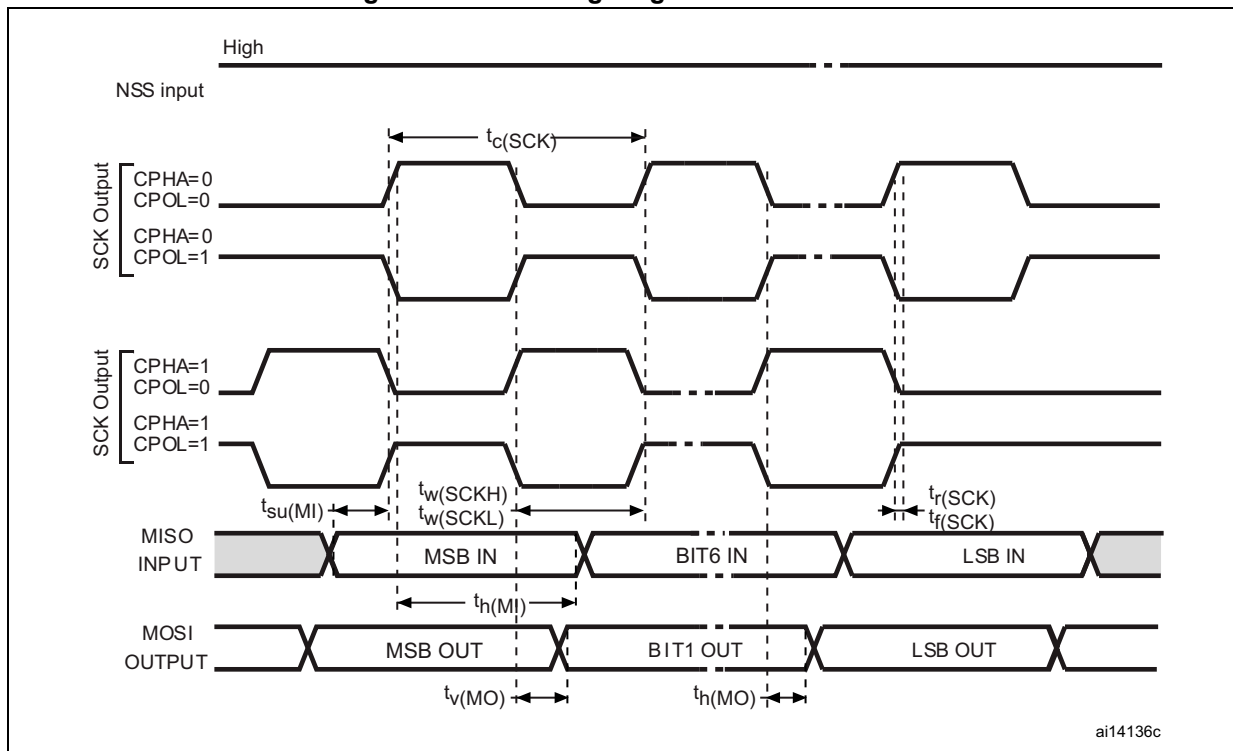 High
NSS input
tc(SCK)
SCK Output
CPHA=0
CPOL=0
CPHA=0
CPOL=1
SCK Output
CPHA=1
CPOL=0
CPHA=1
CPOL=1
tsu(MI)
tw(SCKH)
tw(SCKL)
tr(SCK)
tf(SCK)
MISO
INPUT
MSB IN
BIT6 IN
LSB IN
th(MI)
MOSI
OUTPUT
MSB OUT
BIT1 OUT
LSB OUT
tv(MO)
th(MO)
ai14136c